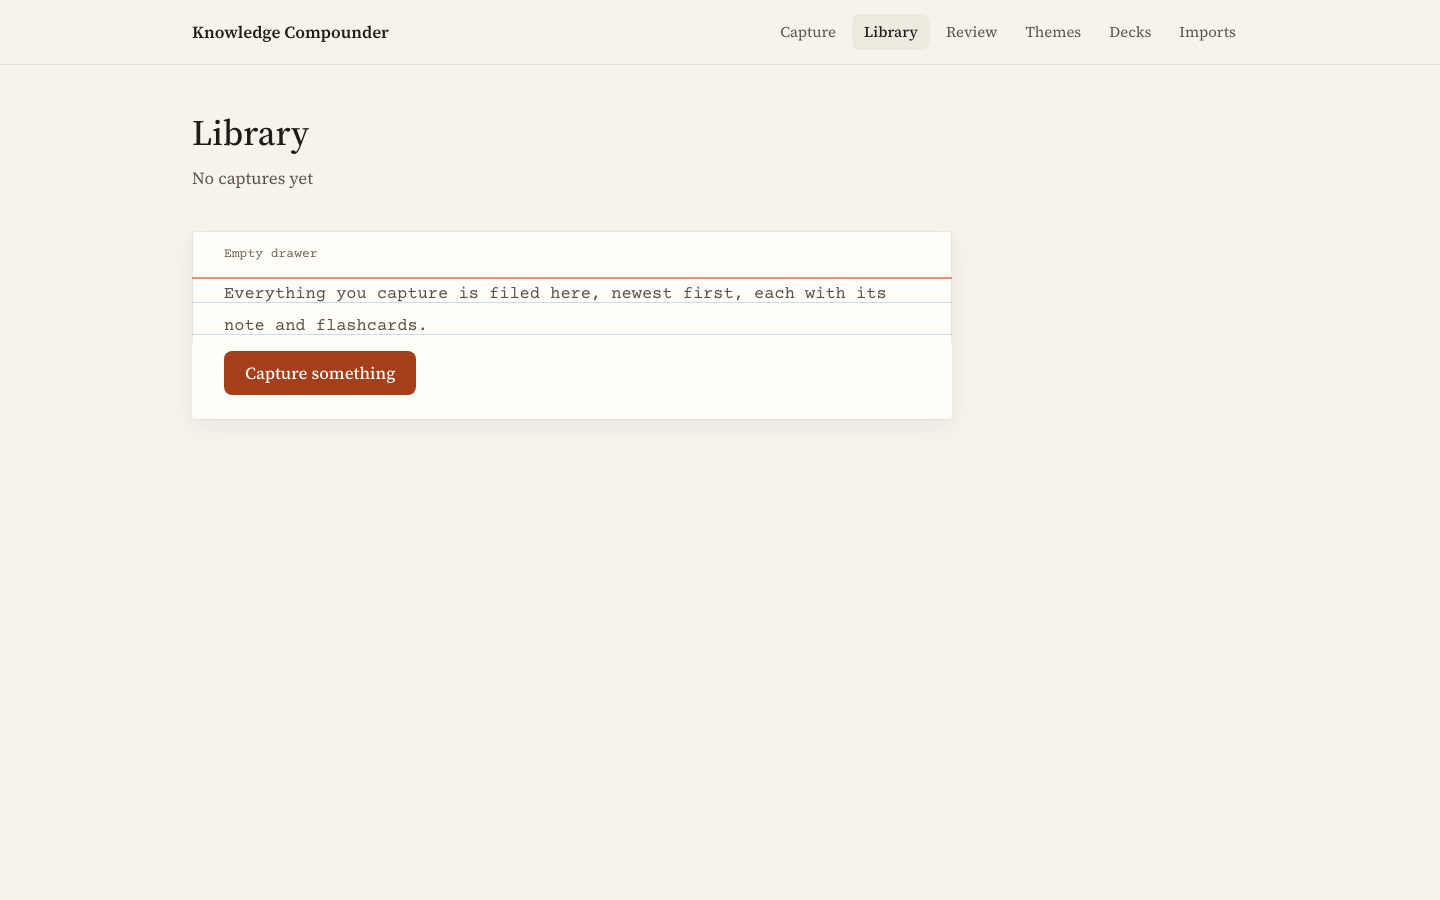 Knowledge Compounder
Capture Library Review Themes Decks Imports
Library
No captures yet
Empty drawer
Everything you capture is filed here, newest first, each with its
note and flashcards.
Capture something